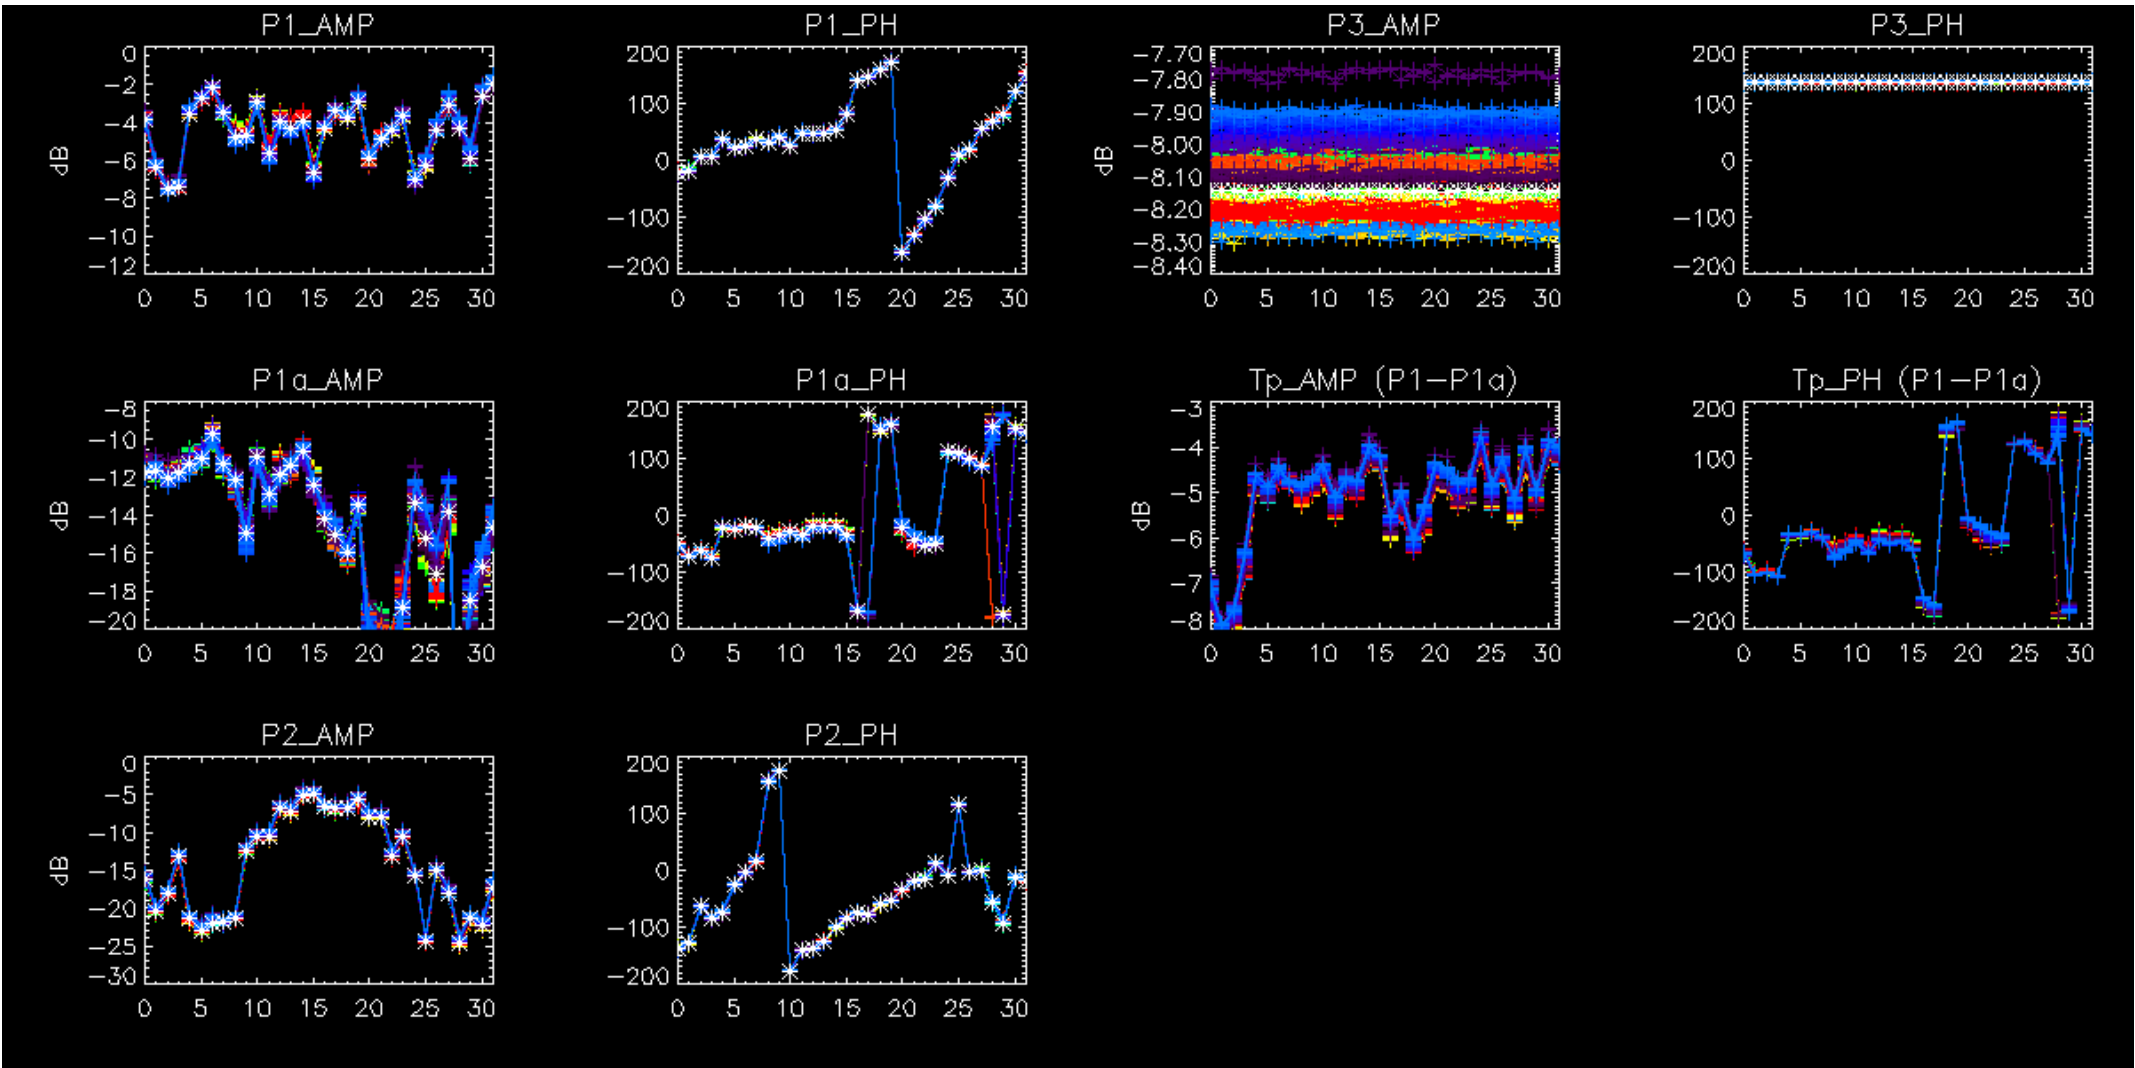 P1_AMP
P1_PH
P3_AMP
P3_PH
0
-2
-4
-6
-8
-10
-12
dB
0 5 10 15 20 25 30
200
100
0
-100
-200
0 5 10 15 20 25 30
-7.70
-7.80
-7.90
-8.00
-8.10
-8.20
-8.30
-8.40
dB
0 5 10 15 20 25 30
200
100
0
-100
-200
0 5 10 15 20 25 30
P1a_AMP
P1a_PH
Tp_AMP (P1-P1a)
Tp_PH (P1-P1a)
-8
-10
-12
-14
-16
-18
-20
dB
0 5 10 15 20 25 30
200
100
0
-100
-200
0 5 10 15 20 25 30
-3
-4
-5
-6
-7
-8
dB
0 5 10 15 20 25 30
200
100
0
-100
-200
0 5 10 15 20 25 30
P2_AMP
P2_PH
0
-5
-10
-15
-20
-25
-30
dB
0 5 10 15 20 25 30
200
100
0
-100
-200
0 5 10 15 20 25 30